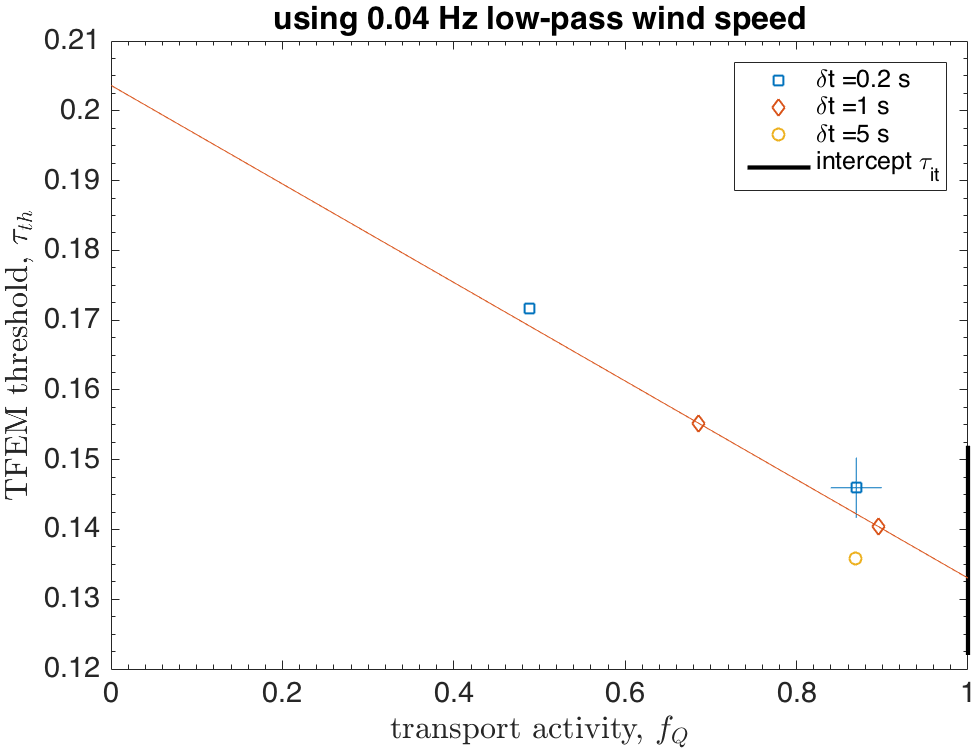 using 0.04 Hz low-pass wind speed
0.21
0.2
0.19
0.18
0.17
0.16
0.15
0.14
0.13
0.12
TFEM threshold, τth
δt =0.2 s
δt =1 s
δt =5 s
intercept τit
0 0.2 0.4 0.6 0.8 1
transport activity, fQ